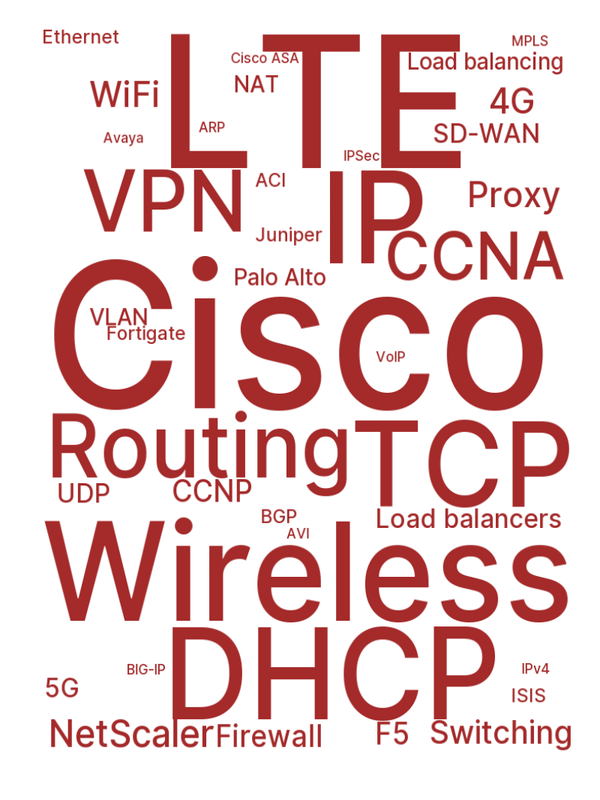 Ethernet
LTE
MPLS
Cisco ASA
Load balancing
WiFi
NAT
4G
ARP
SD-WAN
Avaya
IPSec
VPN
ACI
IP
Proxy
Juniper
CCNA
Palo Alto
Cisco
VLAN
Fortigate
VoIP
Routing
TCP
UDP
CCNP
BGP
Load balancers
AVI
Wireless
DHCP
BIG-IP
IPv4
5G
ISIS
NetScaler
Firewall
F5
Switching